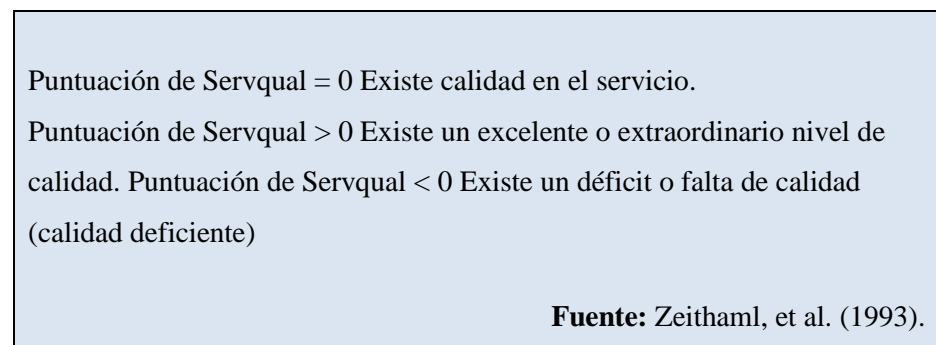 Puntuación de Servqual = 0 Existe calidad en el servicio.
Puntuación de Servqual > 0 Existe un excelente o extraordinario nivel de
calidad. Puntuación de Servqual < 0 Existe un déficit o falta de calidad
(calidad deficiente)
Fuente: Zeithaml, et al. (1993).